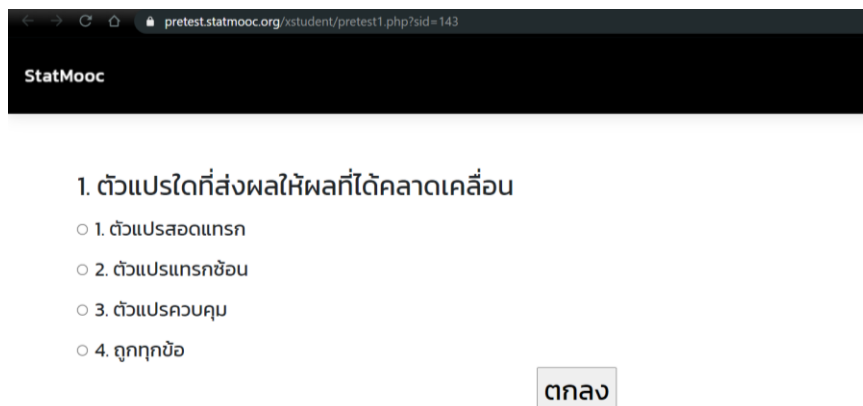 pretest.statmooc.org/xstudent/pretest1.php?sid=143
StatMooc
1. ตัวแปรใดที่ส่งผลให้ผลที่ได้คลาดเคลื่อน
1. ตัวแปรสอดแทรก
2. ตัวแปรแทรกซ้อน
3. ตัวแปรควบคุม
4. ถูกทุกข้อ
ตกลง